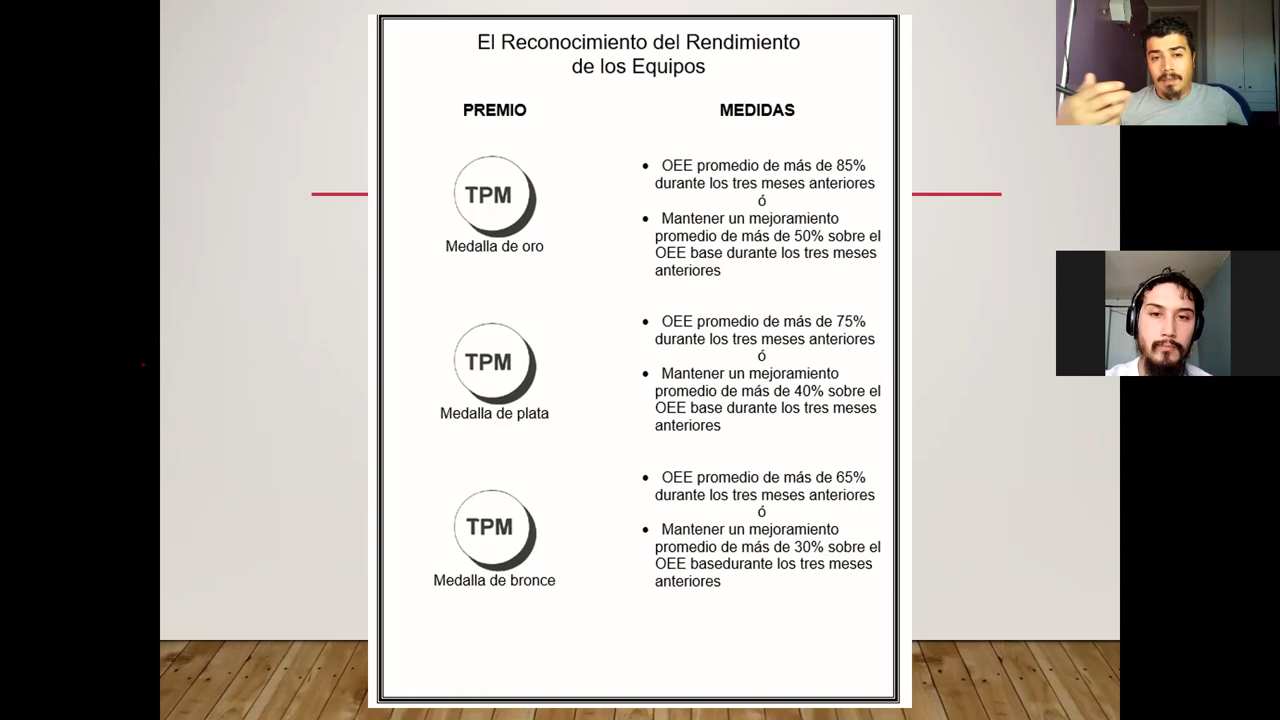 El Reconocimiento del Rendimiento
de los Equipos
PREMIO
MEDIDAS
TPM
Medalla de oro
• OEE promedio de más de 85%
durante los tres meses anteriores
ó
• Mantener un mejoramiento
promedio de más de 50% sobre el
OEE base durante los tres meses
anteriores
TPM
Medalla de plata
• OEE promedio de más de 75%
durante los tres meses anteriores
ó
• Mantener un mejoramiento
promedio de más de 40% sobre el
OEE base durante los tres meses
anteriores
TPM
Medalla de bronce
• OEE promedio de más de 65%
durante los tres meses anteriores
ó
• Mantener un mejoramiento
promedio de más de 30% sobre el
OEE basedurante los tres meses
anteriores